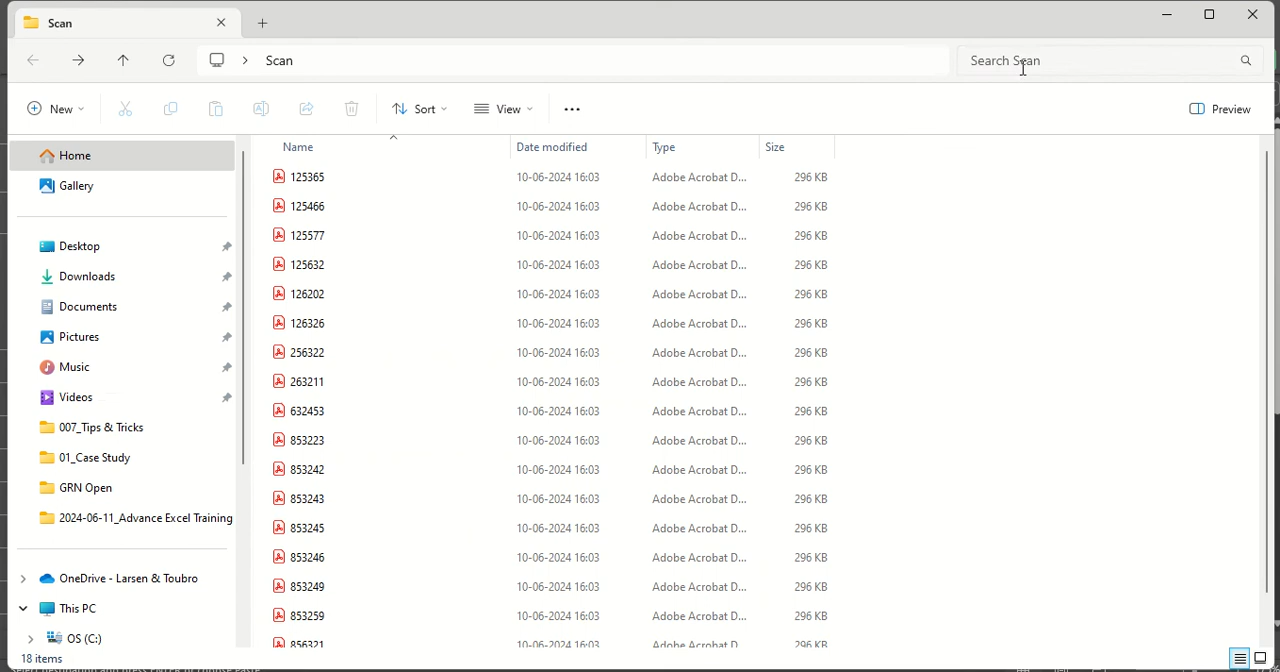 Scan
Scan
Search Scan
New
Sort
View
Preview
Name Date modified Type Size
Home
Gallery
Desktop
Downloads
Documents
Pictures
Music
Videos
007_Tips & Tricks
01_Case Study
GRN Open
2024-06-11_Advance Excel Training
OneDrive - Larsen & Toubro
This PC
OS (C:)
125365 10-06-2024 16:03 Adobe Acrobat D... 296 KB
125466 10-06-2024 16:03 Adobe Acrobat D... 296 KB
125577 10-06-2024 16:03 Adobe Acrobat D... 296 KB
125632 10-06-2024 16:03 Adobe Acrobat D... 296 KB
126202 10-06-2024 16:03 Adobe Acrobat D... 296 KB
126326 10-06-2024 16:03 Adobe Acrobat D... 296 KB
256322 10-06-2024 16:03 Adobe Acrobat D... 296 KB
263211 10-06-2024 16:03 Adobe Acrobat D... 296 KB
632453 10-06-2024 16:03 Adobe Acrobat D... 296 KB
853223 10-06-2024 16:03 Adobe Acrobat D... 296 KB
853242 10-06-2024 16:03 Adobe Acrobat D... 296 KB
853243 10-06-2024 16:03 Adobe Acrobat D... 296 KB
853245 10-06-2024 16:03 Adobe Acrobat D... 296 KB
853246 10-06-2024 16:03 Adobe Acrobat D... 296 KB
853249 10-06-2024 16:03 Adobe Acrobat D... 296 KB
853259 10-06-2024 16:03 Adobe Acrobat D... 296 KB
856321 10-06-2024 16:03 Adobe Acrobat D... 296 KB
18 items